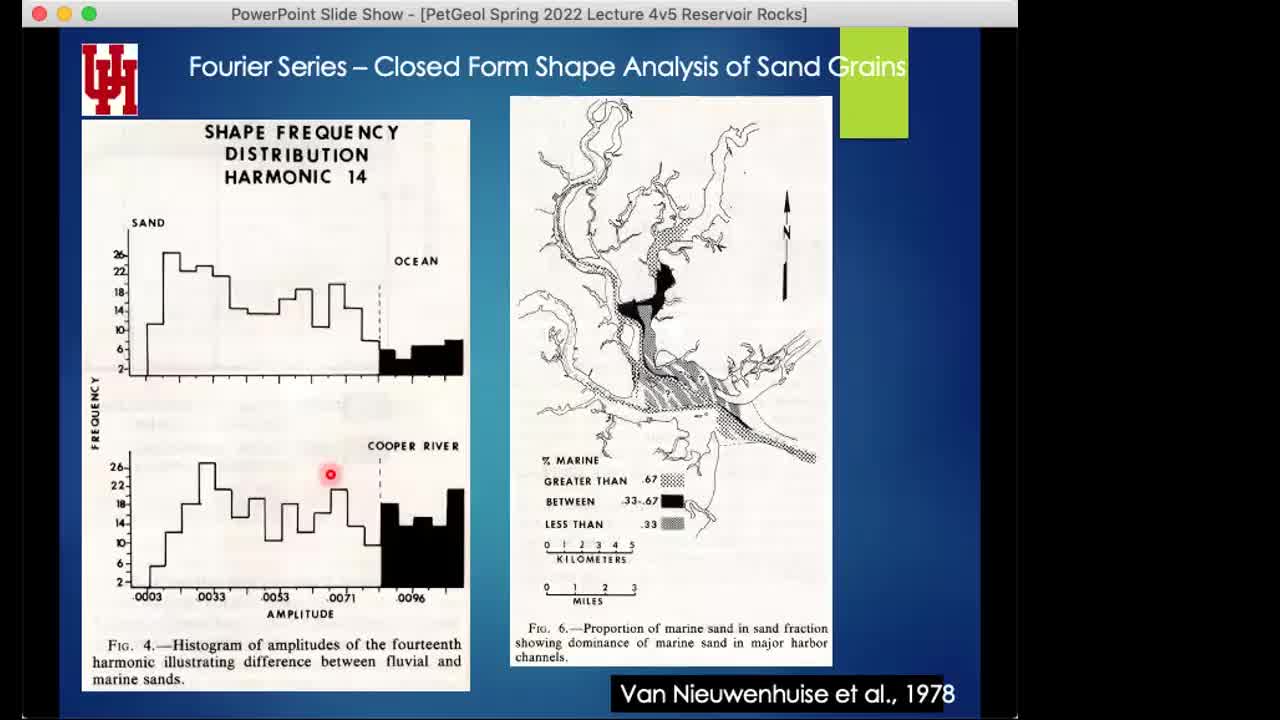 PowerPoint Slide Show - [PetGeol Spring 2022 Lecture 4v5 Reservoir Rocks]
UH
Fourier Series – Closed Form Shape Analysis of Sand Grains
SHAPE FREQUENCY
DISTRIBUTION
HARMONIC 14
SAND
OCEAN
26
22
18
14
10
6
2
FREQUENCY
COOPER RIVER
26
22
18
14
10
6
2
.0003 .0033 .0053 .0071 .0096
AMPLITUDE
FIG. 4.—Histogram of amplitudes of the fourteenth
harmonic illustrating difference between fluvial and
marine sands.
N
% MARINE
GREATER THAN .67
BETWEEN .33-.67
LESS THAN .33
0 1 2 3 4 5
KILOMETERS
0 1 2 3
MILES
FIG. 6.—Proportion of marine sand in sand fraction
showing dominance of marine sand in major harbor
channels.
Van Nieuwenhuise et al., 1978